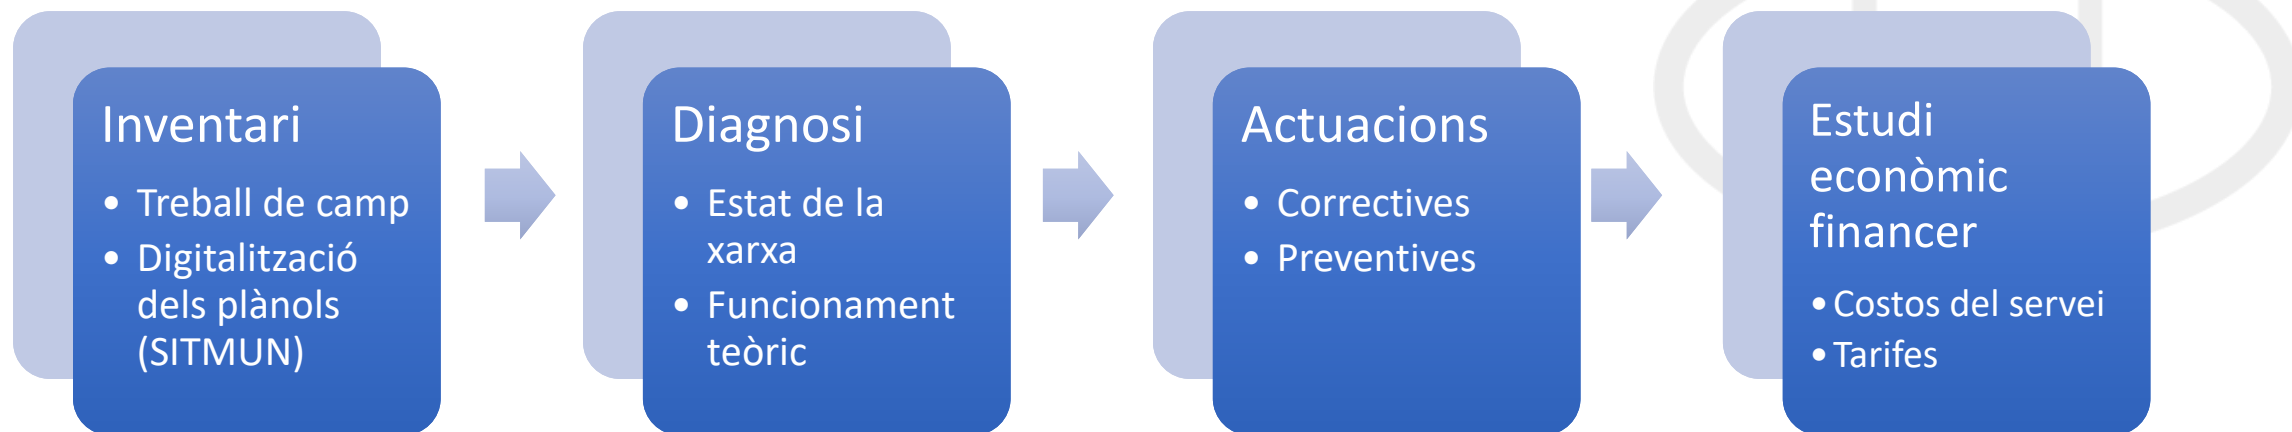 Inventari
• Treball de camp
• Digitalització
dels plànols
(SITMUN)
Diagnosi
• Estat de la
xarxa
• Funcionament
teòric
Actuacions
• Correctives
• Preventives
Estudi
econòmic
financer
• Costos del servei
• Tarifes